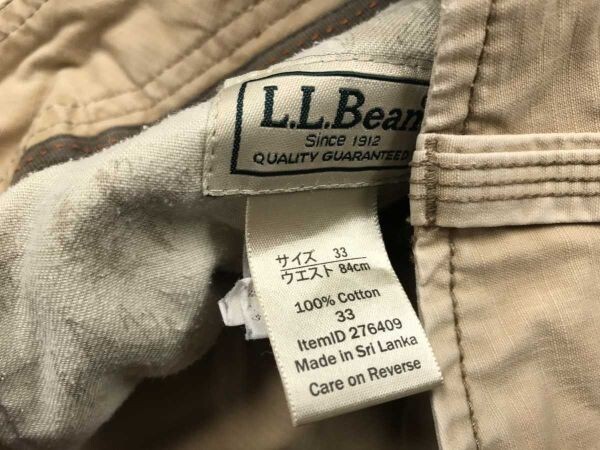 L.L.Bean
Since 1912
QUALITY GUARANTEED
サイズ 33
ウエスト 84cm
100% Cotton
33
ItemID 276409
Made in Sri Lanka
Care on Reverse